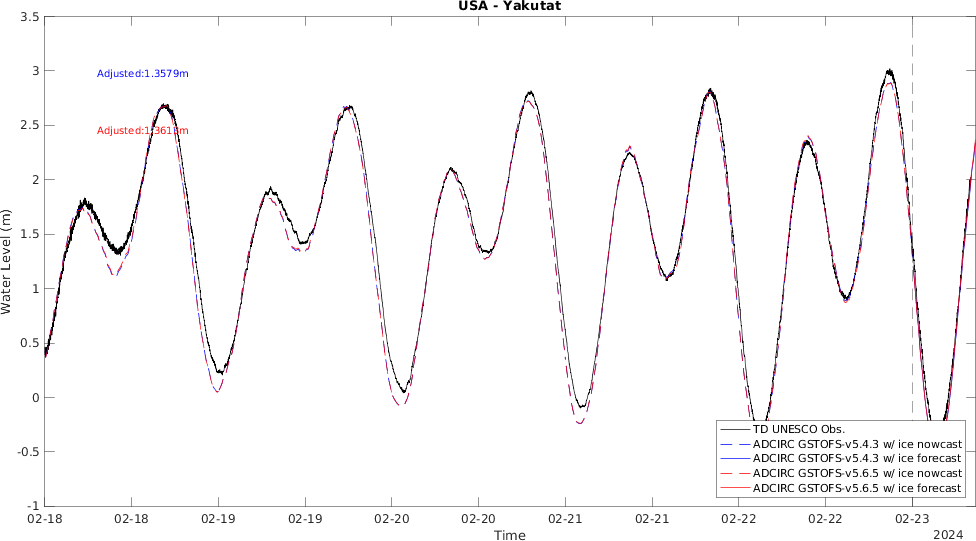 USA - Yakutat
3.5
3
2.5
2
1.5
1
0.5
0
-0.5
-1
Water Level (m)
Adjusted:1.3579m
Adjusted:1.3613m
TD UNESCO Obs.
ADCIRC GSTOFS-v5.4.3 w/ ice nowcast
ADCIRC GSTOFS-v5.4.3 w/ ice forecast
ADCIRC GSTOFS-v5.6.5 w/ ice nowcast
ADCIRC GSTOFS-v5.6.5 w/ ice forecast
02-18 02-18 02-19 02-19 02-20 02-20 02-21 02-21 02-22 02-22 02-23
Time
2024